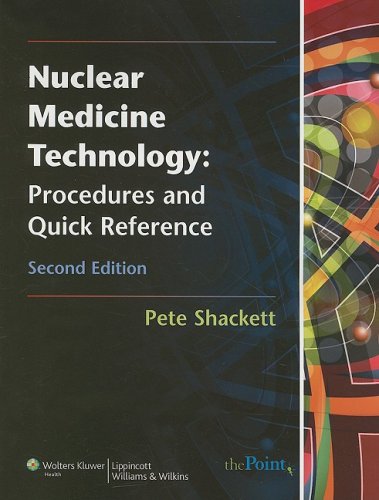 Nuclear
Medicine
Technology:
Procedures and
Quick Reference
Second Edition
Pete Shackett
Wolters Kluwer
Health
Lippincott
Williams & Wilkins
thePoint